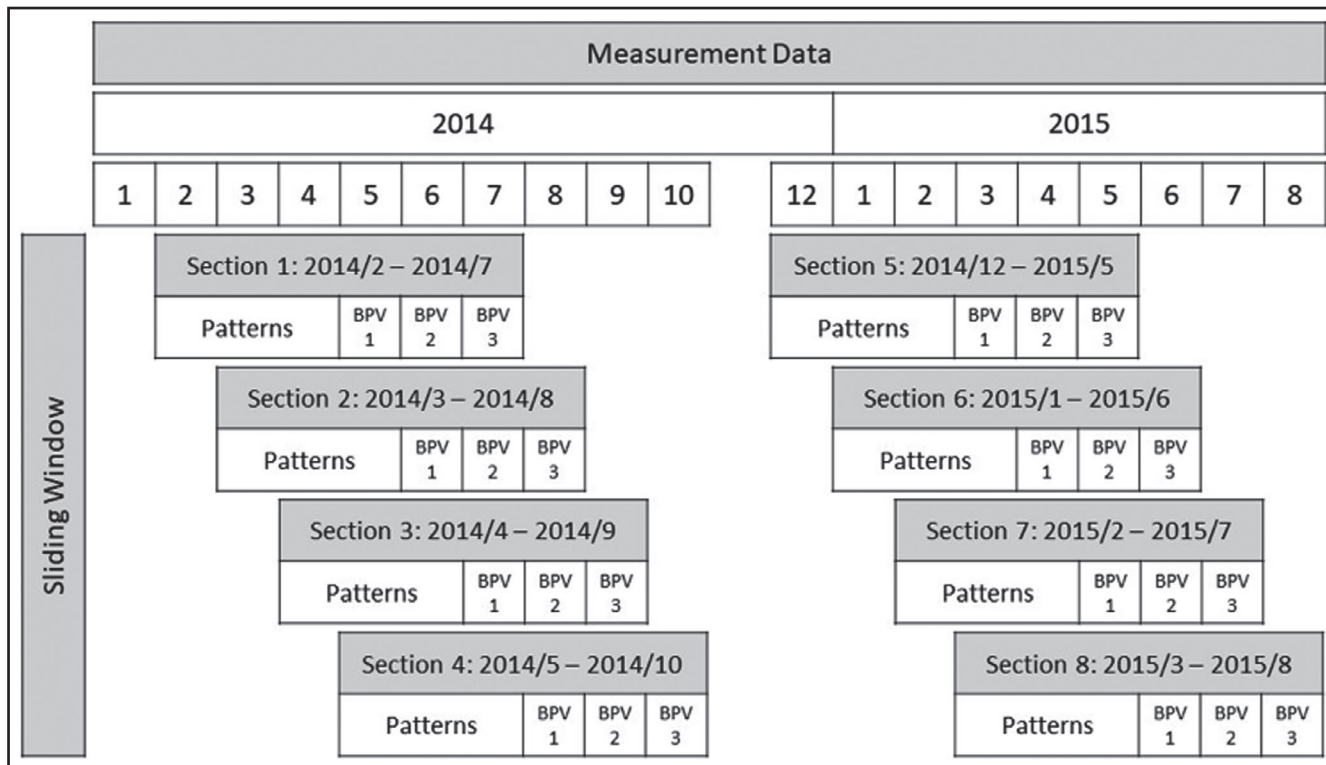 Measurement Data
2014 2015
1 2 3 4 5 6 7 8 9 10 12 1 2 3 4 5 6 7 8
Sliding Window
Section 1: 2014/2 – 2014/7 Section 5: 2014/12 – 2015/5
Patterns BPV 1 BPV 2 BPV 3 Patterns BPV 1 BPV 2 BPV 3
Section 2: 2014/3 – 2014/8 Section 6: 2015/1 – 2015/6
Patterns BPV 1 BPV 2 BPV 3 Patterns BPV 1 BPV 2 BPV 3
Section 3: 2014/4 – 2014/9 Section 7: 2015/2 – 2015/7
Patterns BPV 1 BPV 2 BPV 3 Patterns BPV 1 BPV 2 BPV 3
Section 4: 2014/5 – 2014/10 Section 8: 2015/3 – 2015/8
Patterns BPV 1 BPV 2 BPV 3 Patterns BPV 1 BPV 2 BPV 3